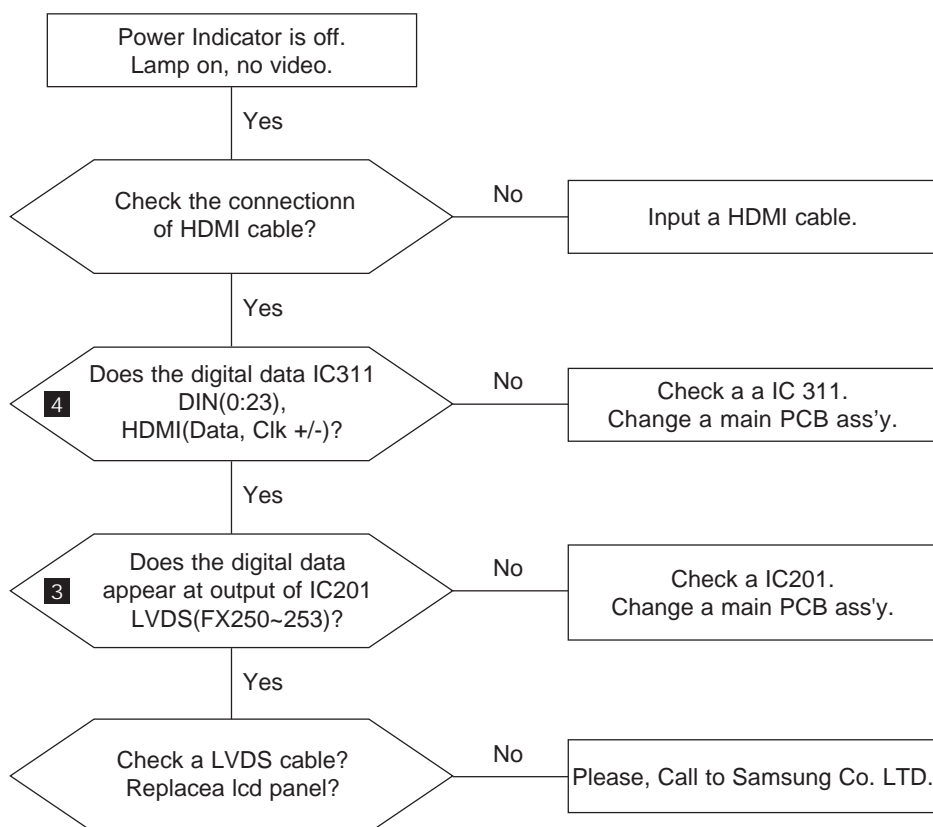 Power Indicator is off.
Lamp on, no video.
Yes
Check the connectionn
of HDMI cable?
No
Input a HDMI cable.
Yes
4
Does the digital data IC311
DIN(0:23),
HDMI(Data, Clk +/-)?
No
Check a a IC 311.
Change a main PCB ass’y.
Yes
3
Does the digital data
appear at output of IC201
LVDS(FX250~253)?
No
Check a IC201.
Change a main PCB ass'y.
Yes
Check a LVDS cable?
Replacea lcd panel?
No
Please, Call to Samsung Co. LTD.